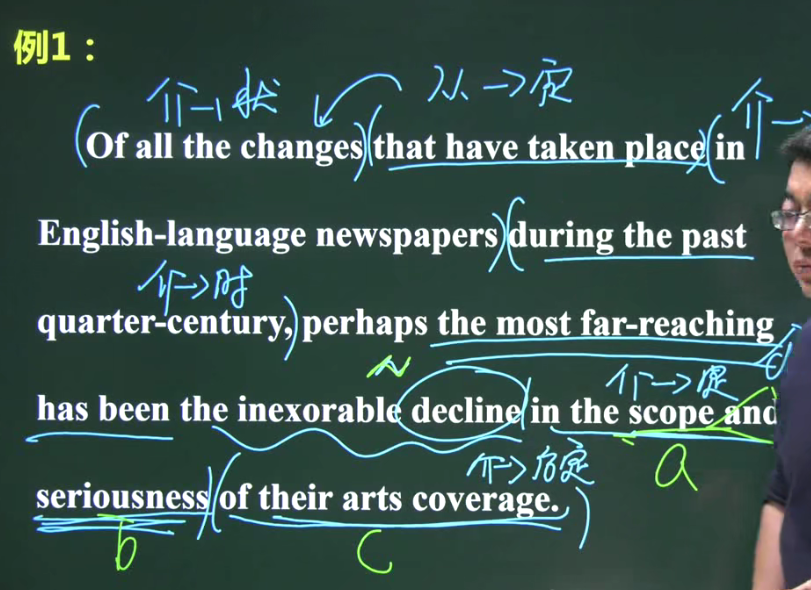 例1：
介→状 从→定 介→
(Of all the changes)(that have taken place)(in
English-language newspapers)(during the past
介→时
quarter-century,) perhaps the most far-reaching
N 介→定
has been the inexorable decline in the scope and
a
介→后定
seriousness)(of their arts coverage.)
b c